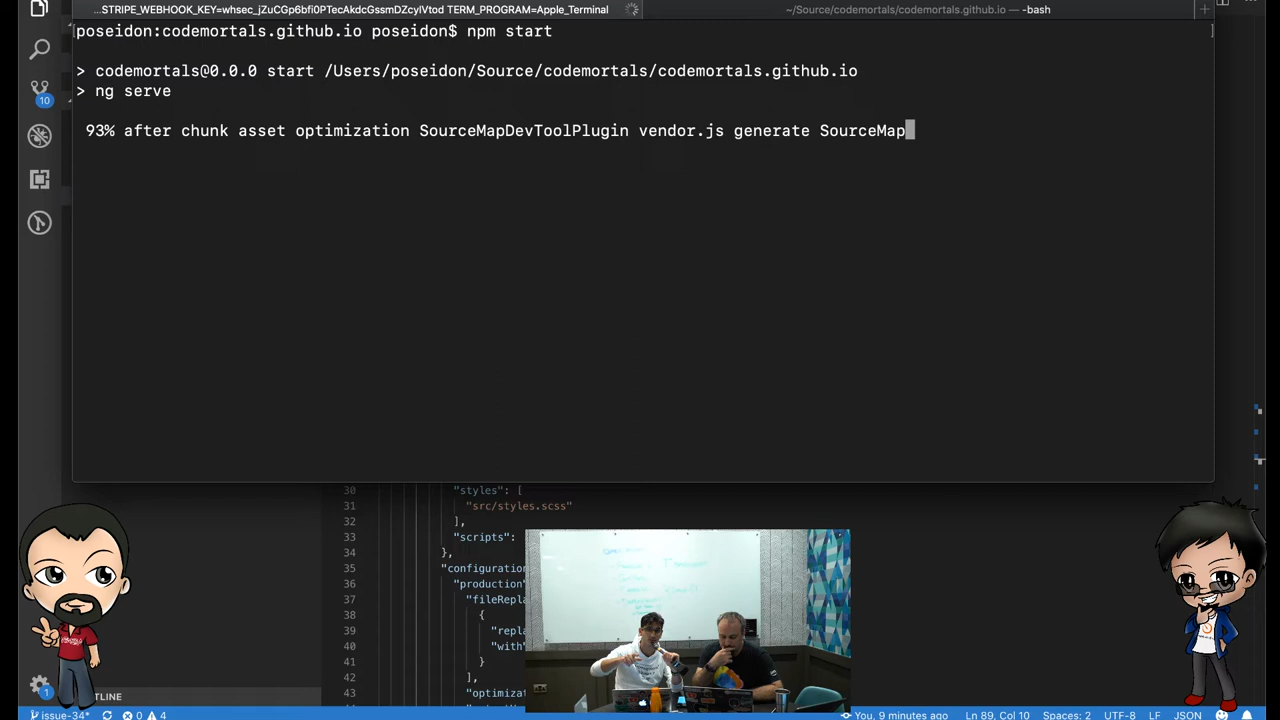 ...STRIPE_WEBHOOK_KEY=whsec_jZuCGp6bfi0PTecAkdcGssmDZcyIVtod TERM_PROGRAM=Apple_Terminal
~/Source/codemortals/codemortals.github.io — -bash
poseidon:codemortals.github.io poseidon$ npm start
> codemortals@0.0.0 start /Users/poseidon/Source/codemortals/codemortals.github.io
> ng serve
93% after chunk asset optimization SourceMapDevToolPlugin vendor.js generate SourceMap
10
30 "styles": [
31 "src/styles.scss"
32 ],
33 "scripts":
34 },
35 "configuration
36 "production"
37 "fileRepla
38 {
39 "repla
40 "with"
41 }
42 ],
43 "optimizat
1
TLINE
issue-34* 0 4 You, 9 minutes ago Ln 89, Col 10 Spaces: 2 UTF-8 LF JSON